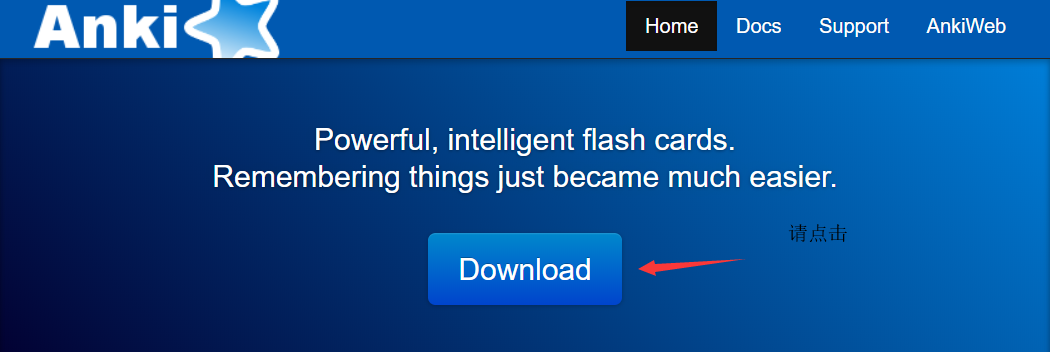 Anki
Home
Docs
Support
AnkiWeb
Powerful, intelligent flash cards.
Remembering things just became much easier.
请点击
Download